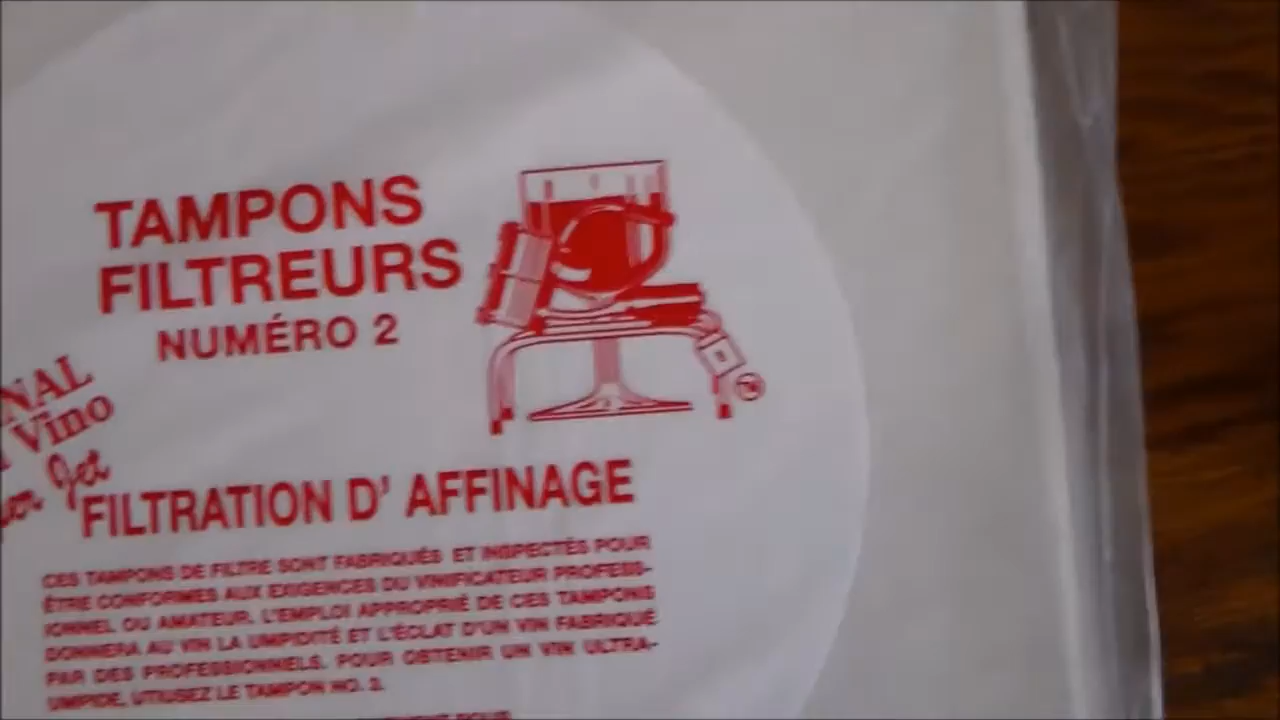 TAMPONS
FILTREURS
NUMÉRO 2
NAL
Vino
Jet
FILTRATION D' AFFINAGE
CES TAMPONS DE FILTRE SONT FABRIQUÉS ET INSPECTÉS POUR
ÊTRE CONFORMES AUX EXIGENCES DU VINIFICATEUR PROFESS-
IONNEL OU AMATEUR. L'EMPLOI APPROPRIÉ DE CES TAMPONS
DONNERA AU VIN LA LIMPIDITÉ ET L'ÉCLAT D'UN VIN FABRIQUÉ
PAR DES PROFESSIONNELS. POUR OBTENIR UN VIN ULTRA-
LIMPIDE, UTILISEZ LE TAMPON NO. 3.